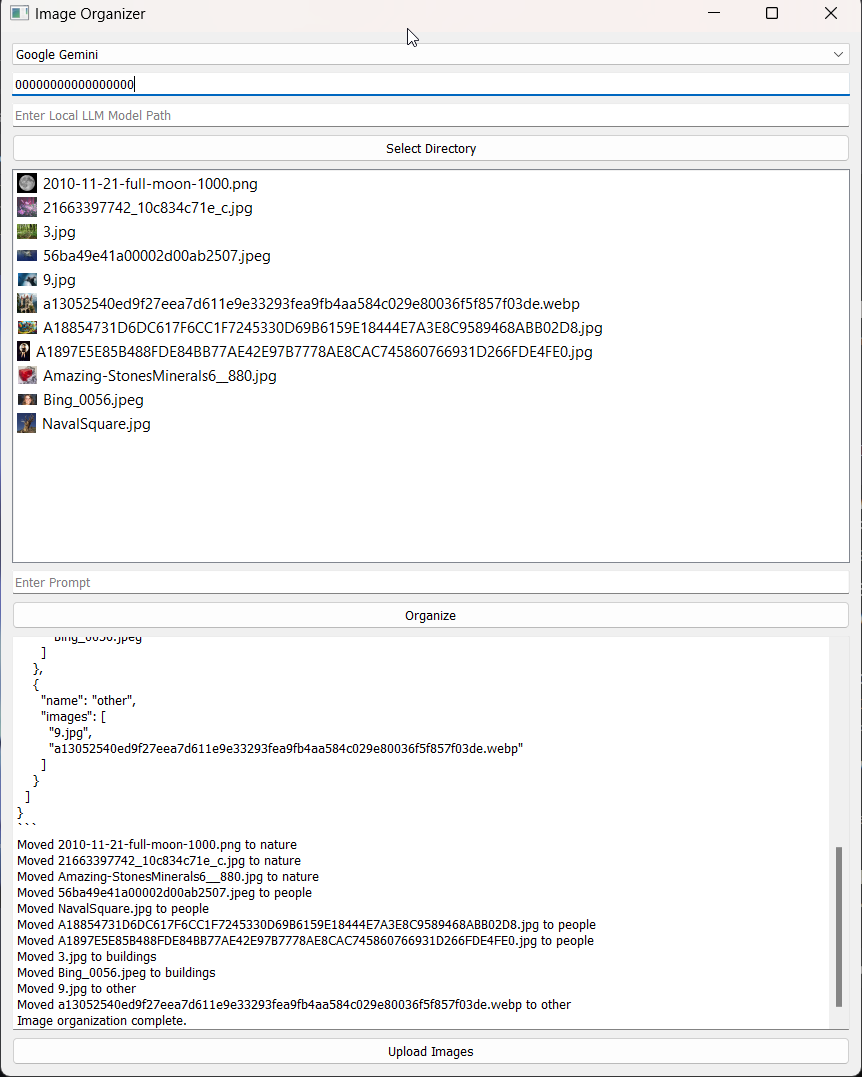 Image Organizer
Google Gemini
00000000000000000
Enter Local LLM Model Path
Select Directory
2010-11-21-full-moon-1000.png
21663397742_10c834c71e_c.jpg
3.jpg
56ba49e41a00002d00ab2507.jpeg
9.jpg
a13052540ed9f27eea7d611e9e33293fea9fb4aa584c029e80036f5f857f03de.webp
A18854731D6DC617F6CC1F7245330D69B6159E18444E7A3E8C9589468ABB02D8.jpg
A1897E5E85B488FDE84BB77AE42E97B7778AE8CAC745860766931D266FDE4FE0.jpg
Amazing-StonesMinerals6__880.jpg
Bing_0056.jpeg
NavalSquare.jpg
Enter Prompt
Organize
Bing_0056.jpeg
]
},
{
"name": "other",
"images": [
"9.jpg",
"a13052540ed9f27eea7d611e9e33293fea9fb4aa584c029e80036f5f857f03de.webp"
]
}
]
}
```
Moved 2010-11-21-full-moon-1000.png to nature
Moved 21663397742_10c834c71e_c.jpg to nature
Moved Amazing-StonesMinerals6__880.jpg to nature
Moved 56ba49e41a00002d00ab2507.jpeg to people
Moved NavalSquare.jpg to people
Moved A18854731D6DC617F6CC1F7245330D69B6159E18444E7A3E8C9589468ABB02D8.jpg to people
Moved A1897E5E85B488FDE84BB77AE42E97B7778AE8CAC745860766931D266FDE4FE0.jpg to people
Moved 3.jpg to buildings
Moved Bing_0056.jpeg to buildings
Moved 9.jpg to other
Moved a13052540ed9f27eea7d611e9e33293fea9fb4aa584c029e80036f5f857f03de.webp to other
Image organization complete.
Upload Images